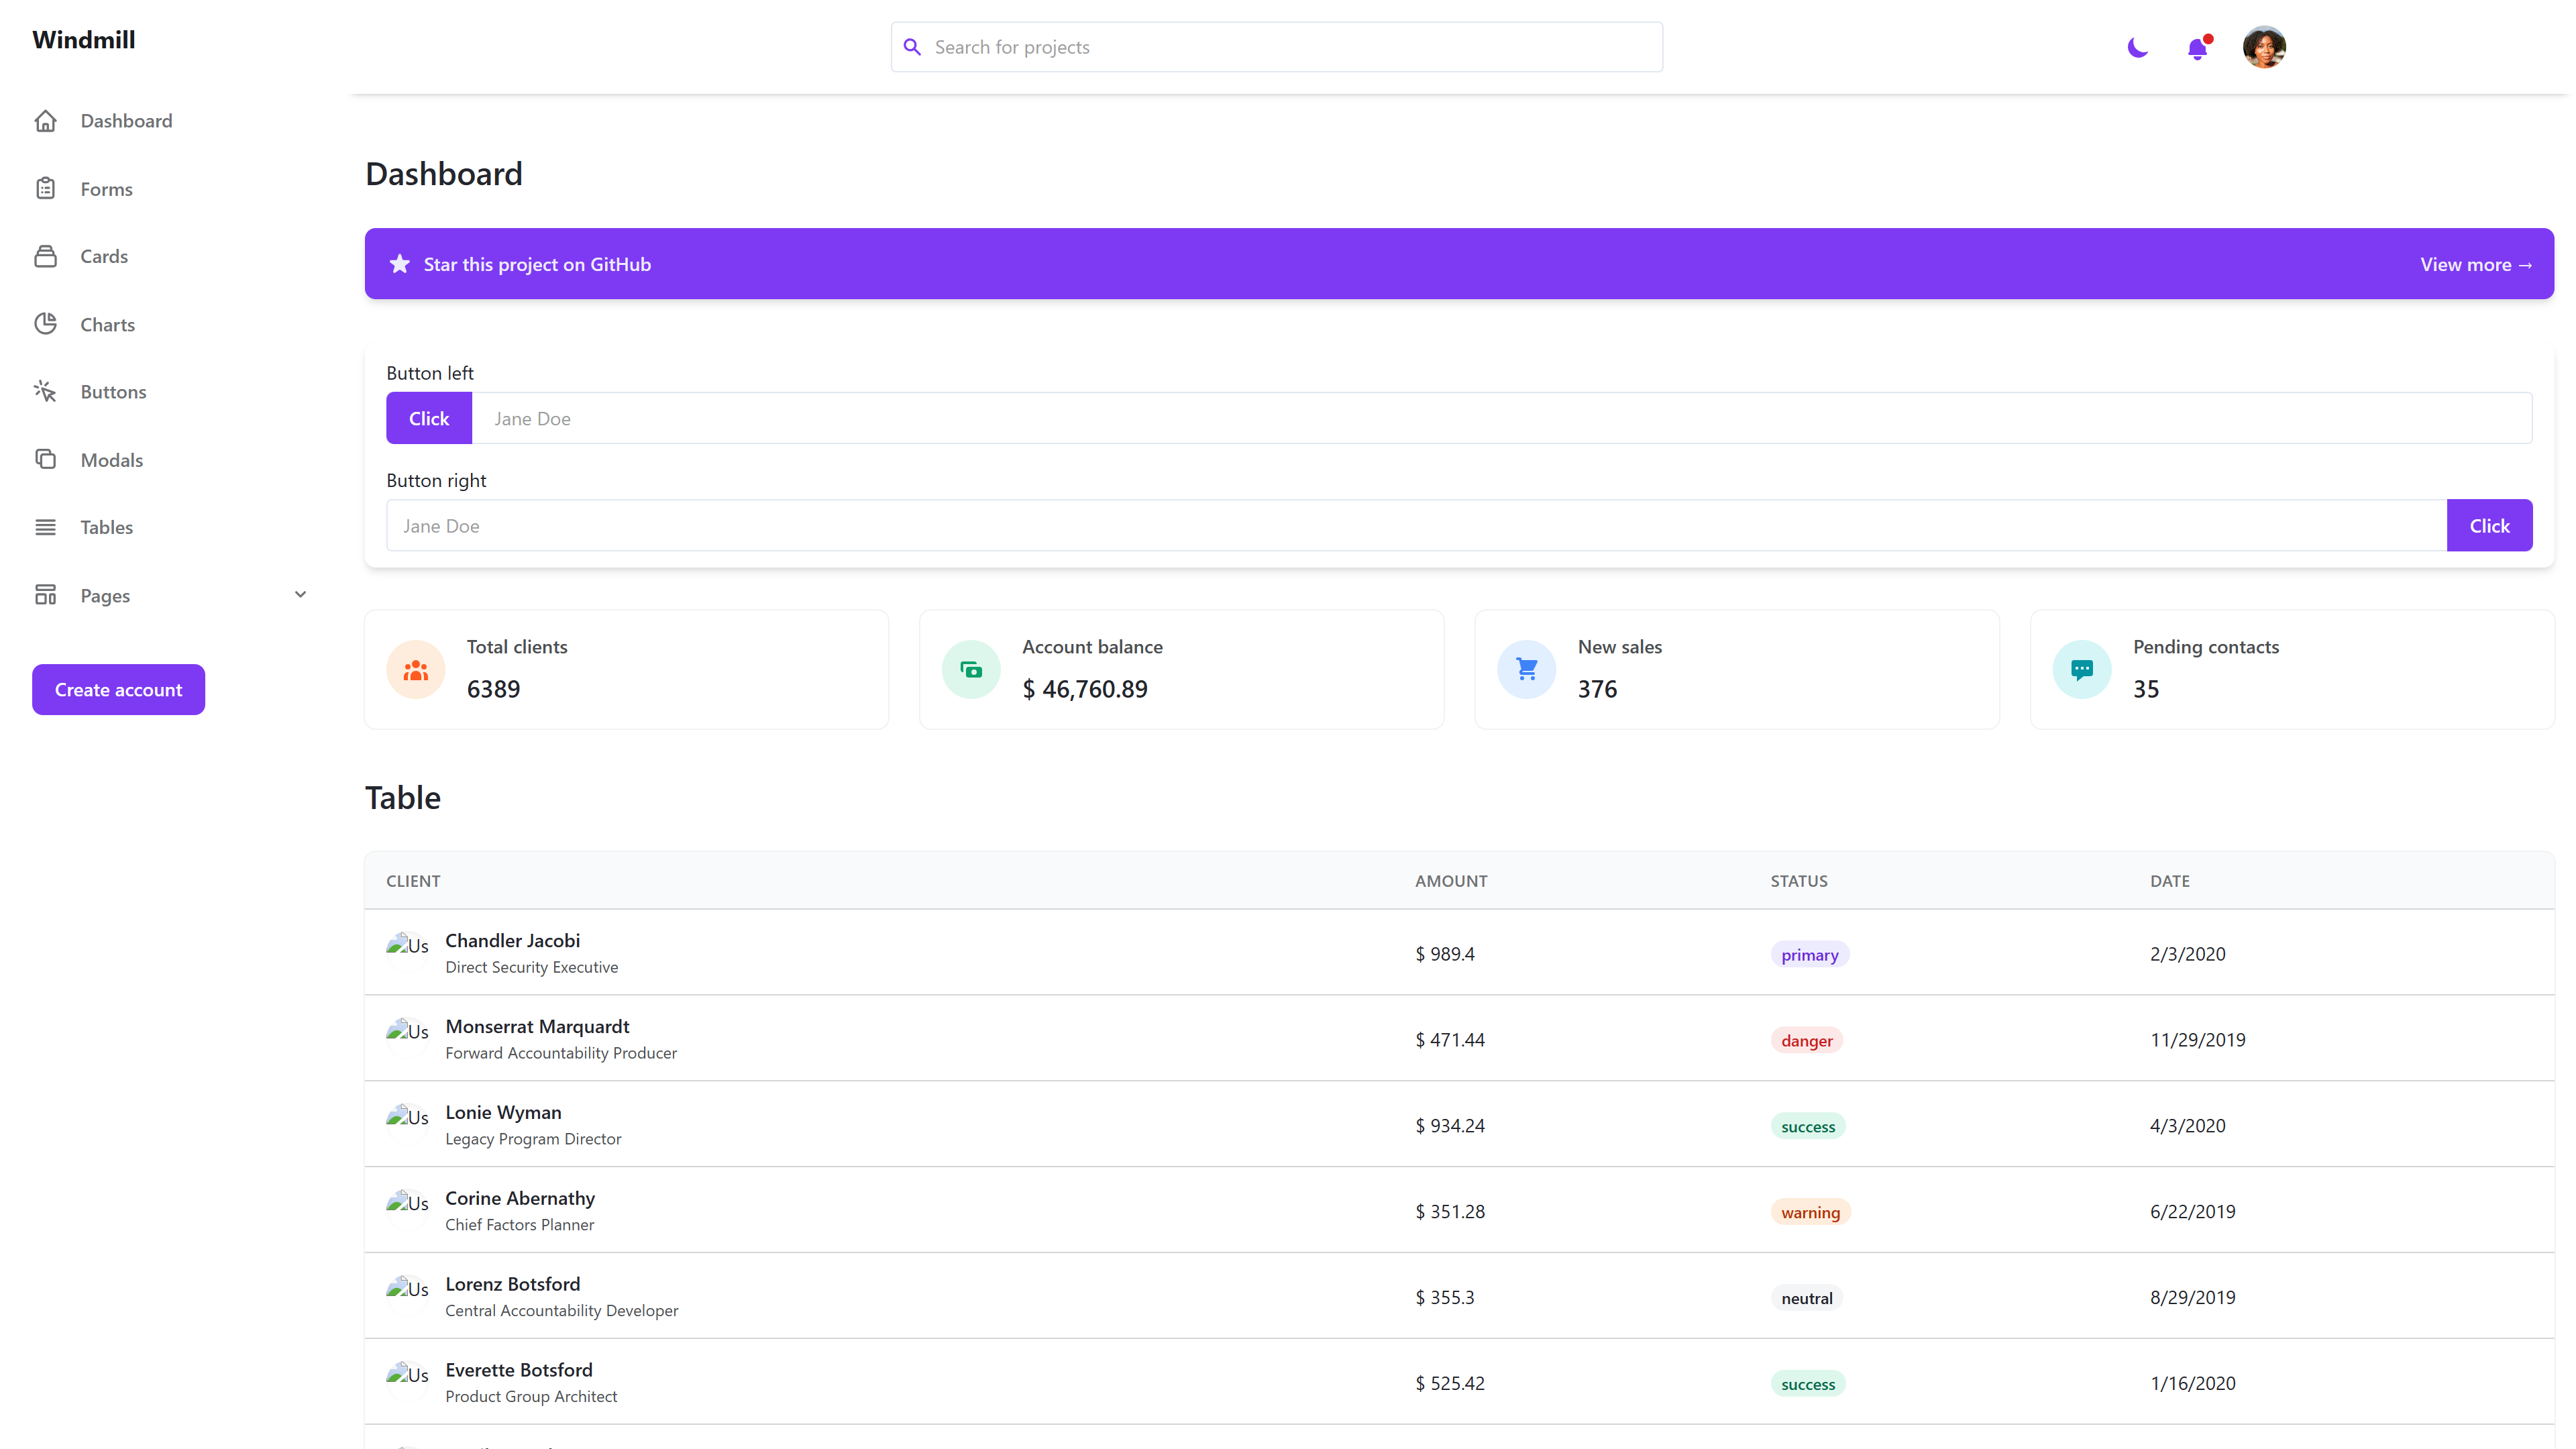 Windmill
Search for projects
Dashboard
Forms
Cards
Charts
Buttons
Modals
Tables
Pages
Create account
Dashboard
Star this project on GitHub
View more →
Button left
Click
Jane Doe
Button right
Jane Doe
Click
Total clients
6389
Account balance
$ 46,760.89
New sales
376
Pending contacts
35
Table
CLIENT AMOUNT STATUS DATE
Us
Chandler Jacobi
Direct Security Executive
$ 989.4
primary
2/3/2020
Us
Monserrat Marquardt
Forward Accountability Producer
$ 471.44
danger
11/29/2019
Us
Lonie Wyman
Legacy Program Director
$ 934.24
success
4/3/2020
Us
Corine Abernathy
Chief Factors Planner
$ 351.28
warning
6/22/2019
Us
Lorenz Botsford
Central Accountability Developer
$ 355.3
neutral
8/29/2019
Us
Everette Botsford
Product Group Architect
$ 525.42
success
1/16/2020